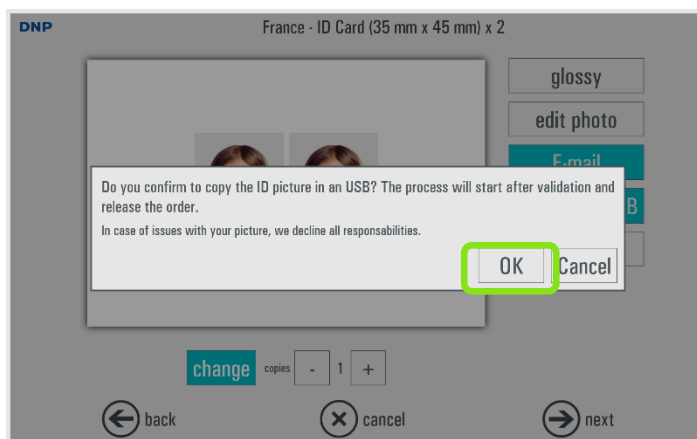 DNP
France - ID Card (35 mm x 45 mm) x 2
glossy
edit photo
E-mail
B
Do you confirm to copy the ID picture in an USB? The process will start after validation and
release the order.
In case of issues with your picture, we decline all responsabilities.
OK
Cancel
change
copies
-
1
+
back
cancel
next